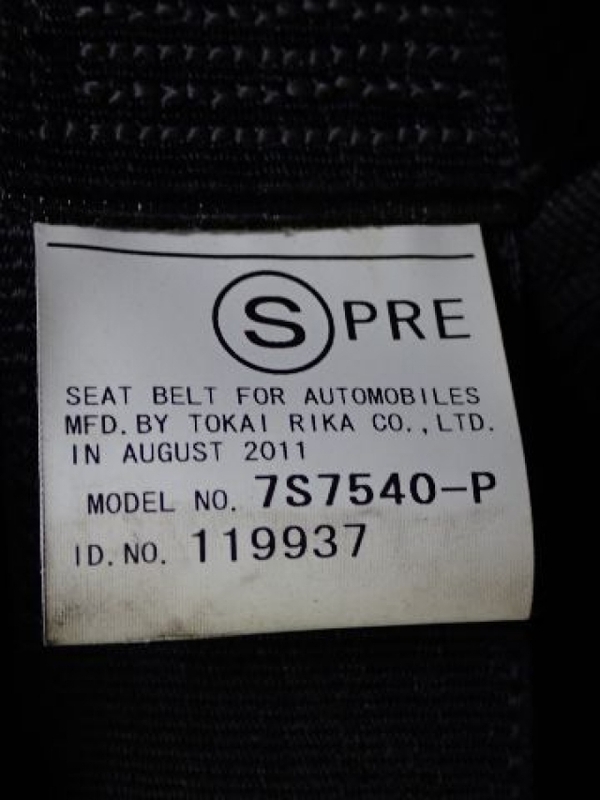 Ⓢ PRE
SEAT BELT FOR AUTOMOBILES
MFD. BY TOKAI RIKA CO., LTD.
IN AUGUST 2011
MODEL NO. 7S7540-P
ID. NO. 119937